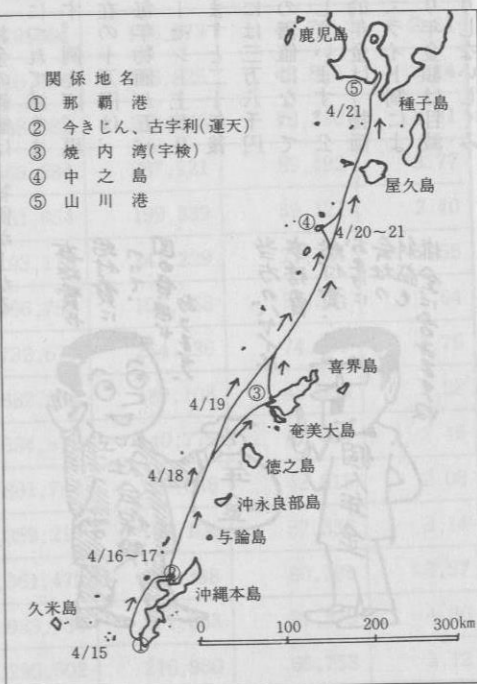 関係地名
① 那覇港
② 今きじん、古宇利(運天)
③ 焼内湾(宇検)
④ 中之島
⑤ 山川港
鹿児島
⑤
4/21
種子島
屋久島
④
4/20～21
喜界島
③
4/19
奄美大島
徳之島
4/18
沖永良部島
与論島
4/16～17
②
沖縄本島
久米島
4/15
①
0 100 200 300km